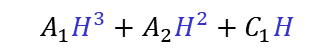 A₁H³ + A₂H² + C₁H